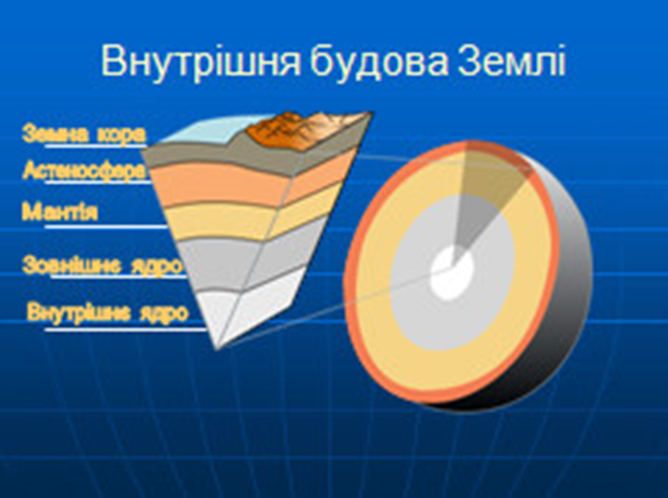 Внутрішня будова Землі
Земна кора
Астеносфера
Мантія
Зовнішнє ядро
Внутрішнє ядро